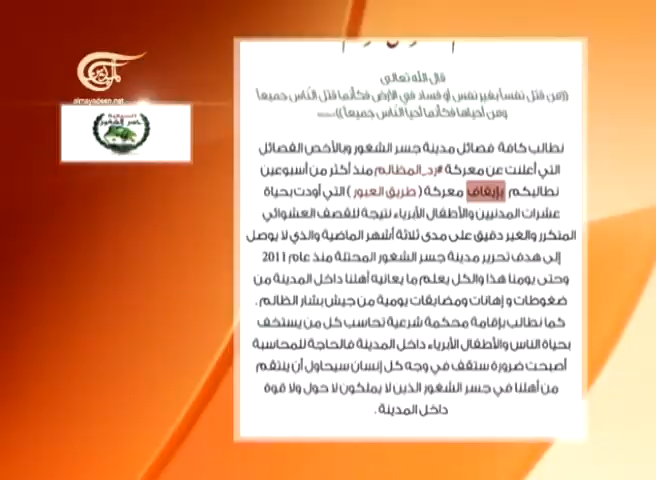 الميادين
almayadeen.net
قال الله تعالى
((من قتل نفساً بغير نفس أو فساد في الارض فكأنما قتل الناس جميعا
ومن أحياها فكأنما أحيا الناس جميعا))
نطالب كافة فصائل مدينة جسر الشغور وبالأخص الفصائل
التي أعلنت عن معركة #رد_المظالم منذ أكثر من أسبوعين
نطالبكم بإيقاف معركة ( طريق العبور ) التي أودت بحياة
عشرات المدنيين والأطفال الأبرياء نتيجة للقصف العشوائي
المتكرر والغير دقيق على مدى ثلاثة أشهر الماضية والذي لا يوصل
إلى هدف تحرير مدينة جسر الشغور المحتلة منذ عام 2011
وحتى يومنا هذا والكل يعلم ما يعانيه أهلنا داخل المدينة من
ضغوطات و إهانات ومضايقات يومية من جيش بشار الظالم .
كما نطالب بإقامة محكمة شرعية تحاسب كل من يستخف
بحياة الناس والأطفال الأبرياء داخل المدينة فالحاجة للمحاسبة
أصبحت ضرورة ستقف في وجه كل إنسان سيحاول أن ينتقم
من أهلنا في جسر الشغور الذين لا يملكون لا حول ولا قوة
داخل المدينة .